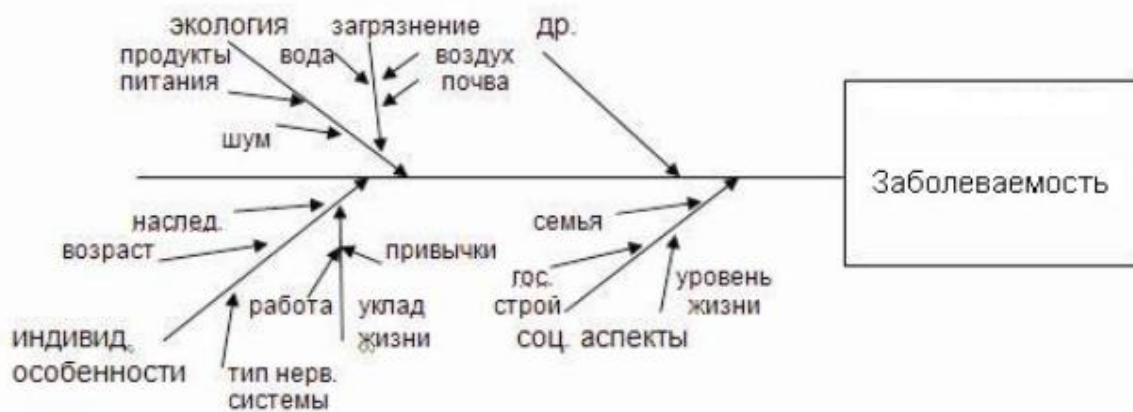 экология
загрязнение
др.
продукты
питания
вода
воздух
почва
шум
Заболеваемость
наслед.
возраст
привычки
семья
гос.
строй
уровень
жизни
работа
уклад
жизни
индивид.
особенности
соц. аспекты
тип нерв.
системы